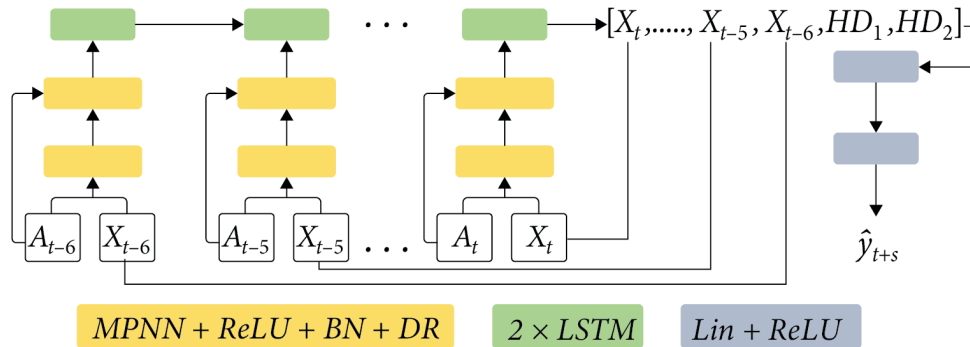 [X_t,....., X_{t–5}, X_{t–6}, HD_1, HD_2]
A_{t–6} X_{t–6} A_{t–5} X_{t–5} ... A_t X_t
ŷ_{t+s}
MPNN + ReLU + BN + DR 2 × LSTM Lin + ReLU